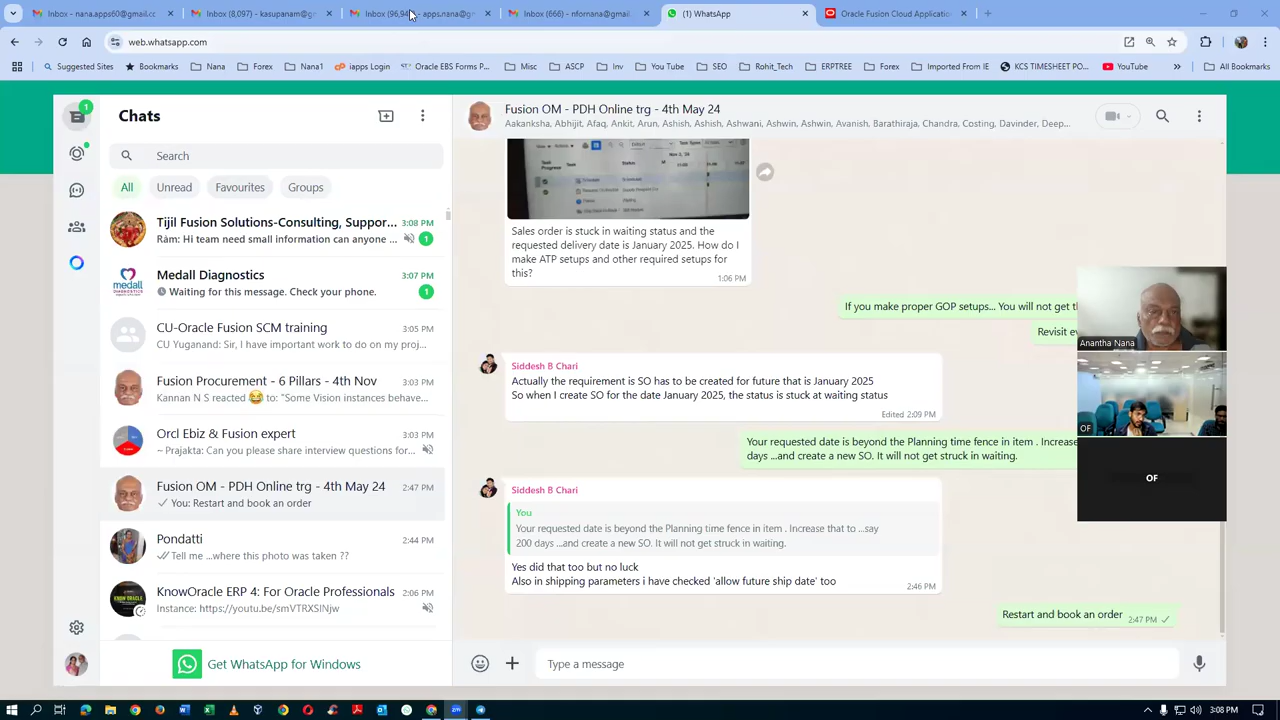 Inbox - nana5960@gmail.co
Inbox (8,097) - kasupanam@g
Inbox (96,94 - apps.nana@g
Inbox (666) - nfornana@gmail.
(1) WhatsApp
Oracle Fusion Cloud Application
web.whatsapp.com
Suggested Sites
Bookmarks
Nana
Forex
Nana1
iapps Login
Oracle EBS Forms P...
Misc
ASCP
Inv
You Tube
SEO
Rohit_Tech
ERPTREE
Forex
Imported From IE
KCS TIMESHEET PO...
YouTube
All Bookmarks
1
Chats
Search
All
Unread
Favourites
Groups
Tijil Fusion Solutions-Consulting, Suppor...
3:08 PM
Ram: Hi team need small information can anyone ...
1
Medall Diagnostics
3:07 PM
Waiting for this message. Check your phone.
1
CU-Oracle Fusion SCM training
3:05 PM
CU Yuganand: Sir, I have important work to do on my proj...
Fusion Procurement - 6 Pillars - 4th Nov
3:03 PM
Kannan N S reacted 😂 to: "Some Vision instances behave...
Orcl Ebiz & Fusion expert
3:03 PM
~ Prajakta: Can you please share interview questions for...
Fusion OM - PDH Online trg - 4th May 24
2:47 PM
You: Restart and book an order
Pondatti
2:44 PM
Tell me ...where this photo was taken ??
KnowOracle ERP 4: For Oracle Professionals
2:06 PM
Instance: https://youtu.be/smVTRXSINjw
Get WhatsApp for Windows
Fusion OM - PDH Online trg - 4th May 24
Aakanksha, Abhijit, Afaq, Ankit, Arun, Ashish, Ashish, Ashwani, Ashwin, Ashwin, Avanish, Barathiraja, Chandra, Costing, Davinder, Deep...
Sales order is stuck in waiting status and the
requested delivery date is January 2025. How do I
make ATP setups and other required setups for
this?
1:06 PM
If you make proper GOP setups... You will not get th
Revisit ev
Siddesh B Chari
Actually the requirement is SO has to be created for future that is January 2025
So when I create SO for the date January 2025, the status is stuck at waiting status
Edited 2:09 PM
Your requested date is beyond the Planning time fence in item . Increase
days ...and create a new SO. It will not get struck in waiting.
Siddesh B Chari
You
Your requested date is beyond the Planning time fence in item . Increase that to ...say
200 days ...and create a new SO. It will not get struck in waiting.
Yes did that too but no luck
Also in shipping parameters i have checked 'allow future ship date' too
2:46 PM
Restart and book an order
2:47 PM
Type a message
Anantha Nana
OF
OF
3:08 PM